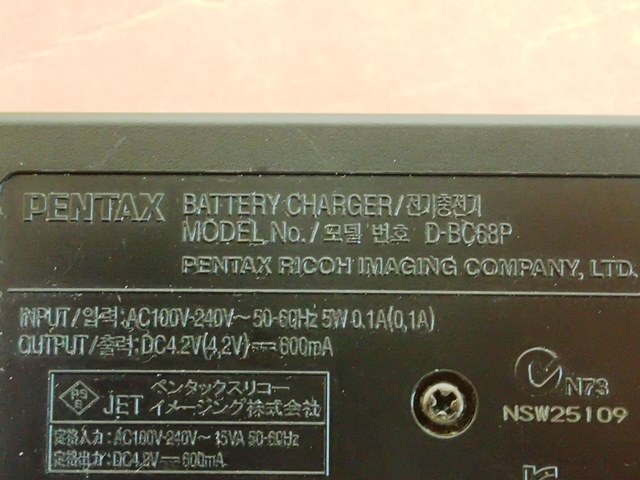 PENTAX BATTERY CHARGER/전기충전기
MODEL No./모델 번호 D-BC68P
PENTAX RICOH IMAGING COMPANY, LTD.
INPUT/입력:AC100V-240V～50-60Hz 5W 0.1A(0,1A)
OUTPUT/출력:DC4.2V(4,2V)⎓600mA
PS
E
JET
ペンタックスリコー
イメージング株式会社
定格入力:AC100V-240V～15VA 50-60Hz
定格出力:DC4.2V⎓600mA
N73
NSW25109